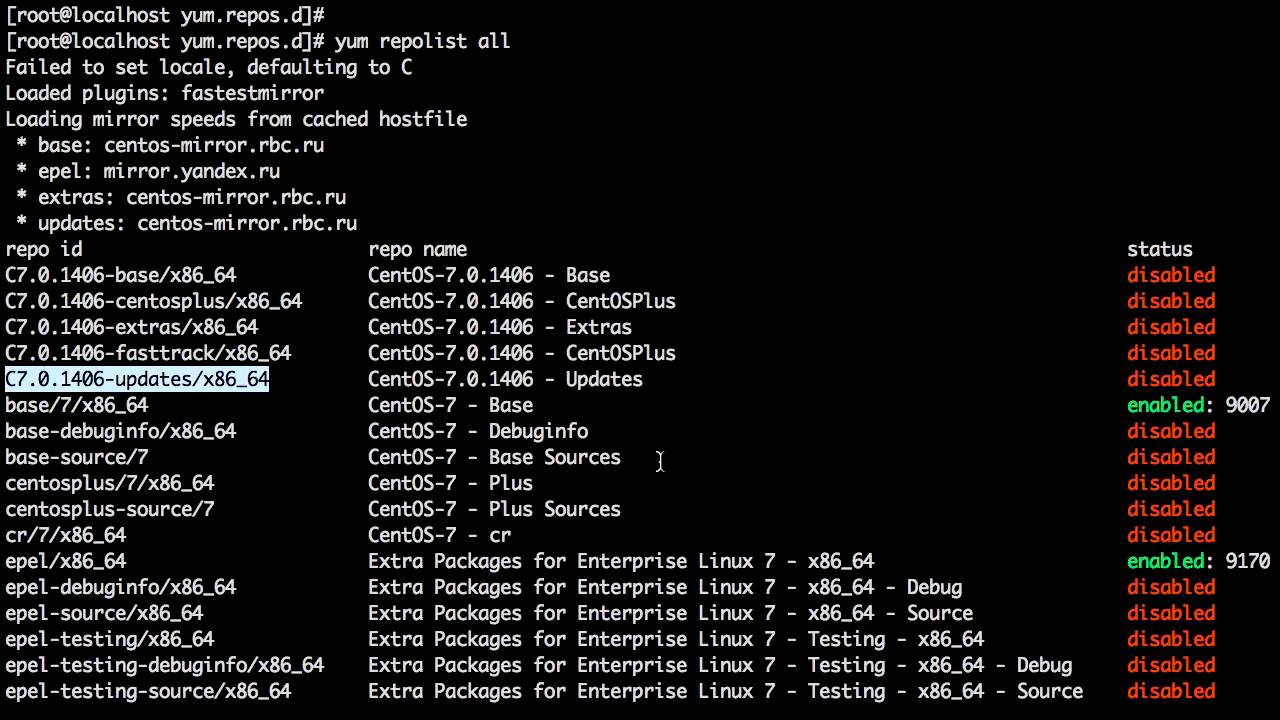 [root@localhost yum.repos.d]#
[root@localhost yum.repos.d]# yum repolist all
Failed to set locale, defaulting to C
Loaded plugins: fastestmirror
Loading mirror speeds from cached hostfile
 * base: centos-mirror.rbc.ru
 * epel: mirror.yandex.ru
 * extras: centos-mirror.rbc.ru
 * updates: centos-mirror.rbc.ru
repo id repo name status
C7.0.1406-base/x86_64 CentOS-7.0.1406 - Base disabled
C7.0.1406-centosplus/x86_64 CentOS-7.0.1406 - CentOSPlus disabled
C7.0.1406-extras/x86_64 CentOS-7.0.1406 - Extras disabled
C7.0.1406-fasttrack/x86_64 CentOS-7.0.1406 - CentOSPlus disabled
C7.0.1406-updates/x86_64 CentOS-7.0.1406 - Updates disabled
base/7/x86_64 CentOS-7 - Base enabled: 9007
base-debuginfo/x86_64 CentOS-7 - Debuginfo disabled
base-source/7 CentOS-7 - Base Sources disabled
centosplus/7/x86_64 CentOS-7 - Plus disabled
centosplus-source/7 CentOS-7 - Plus Sources disabled
cr/7/x86_64 CentOS-7 - cr disabled
epel/x86_64 Extra Packages for Enterprise Linux 7 - x86_64 enabled: 9170
epel-debuginfo/x86_64 Extra Packages for Enterprise Linux 7 - x86_64 - Debug disabled
epel-source/x86_64 Extra Packages for Enterprise Linux 7 - x86_64 - Source disabled
epel-testing/x86_64 Extra Packages for Enterprise Linux 7 - Testing - x86_64 disabled
epel-testing-debuginfo/x86_64 Extra Packages for Enterprise Linux 7 - Testing - x86_64 - Debug disabled
epel-testing-source/x86_64 Extra Packages for Enterprise Linux 7 - Testing - x86_64 - Source disabled